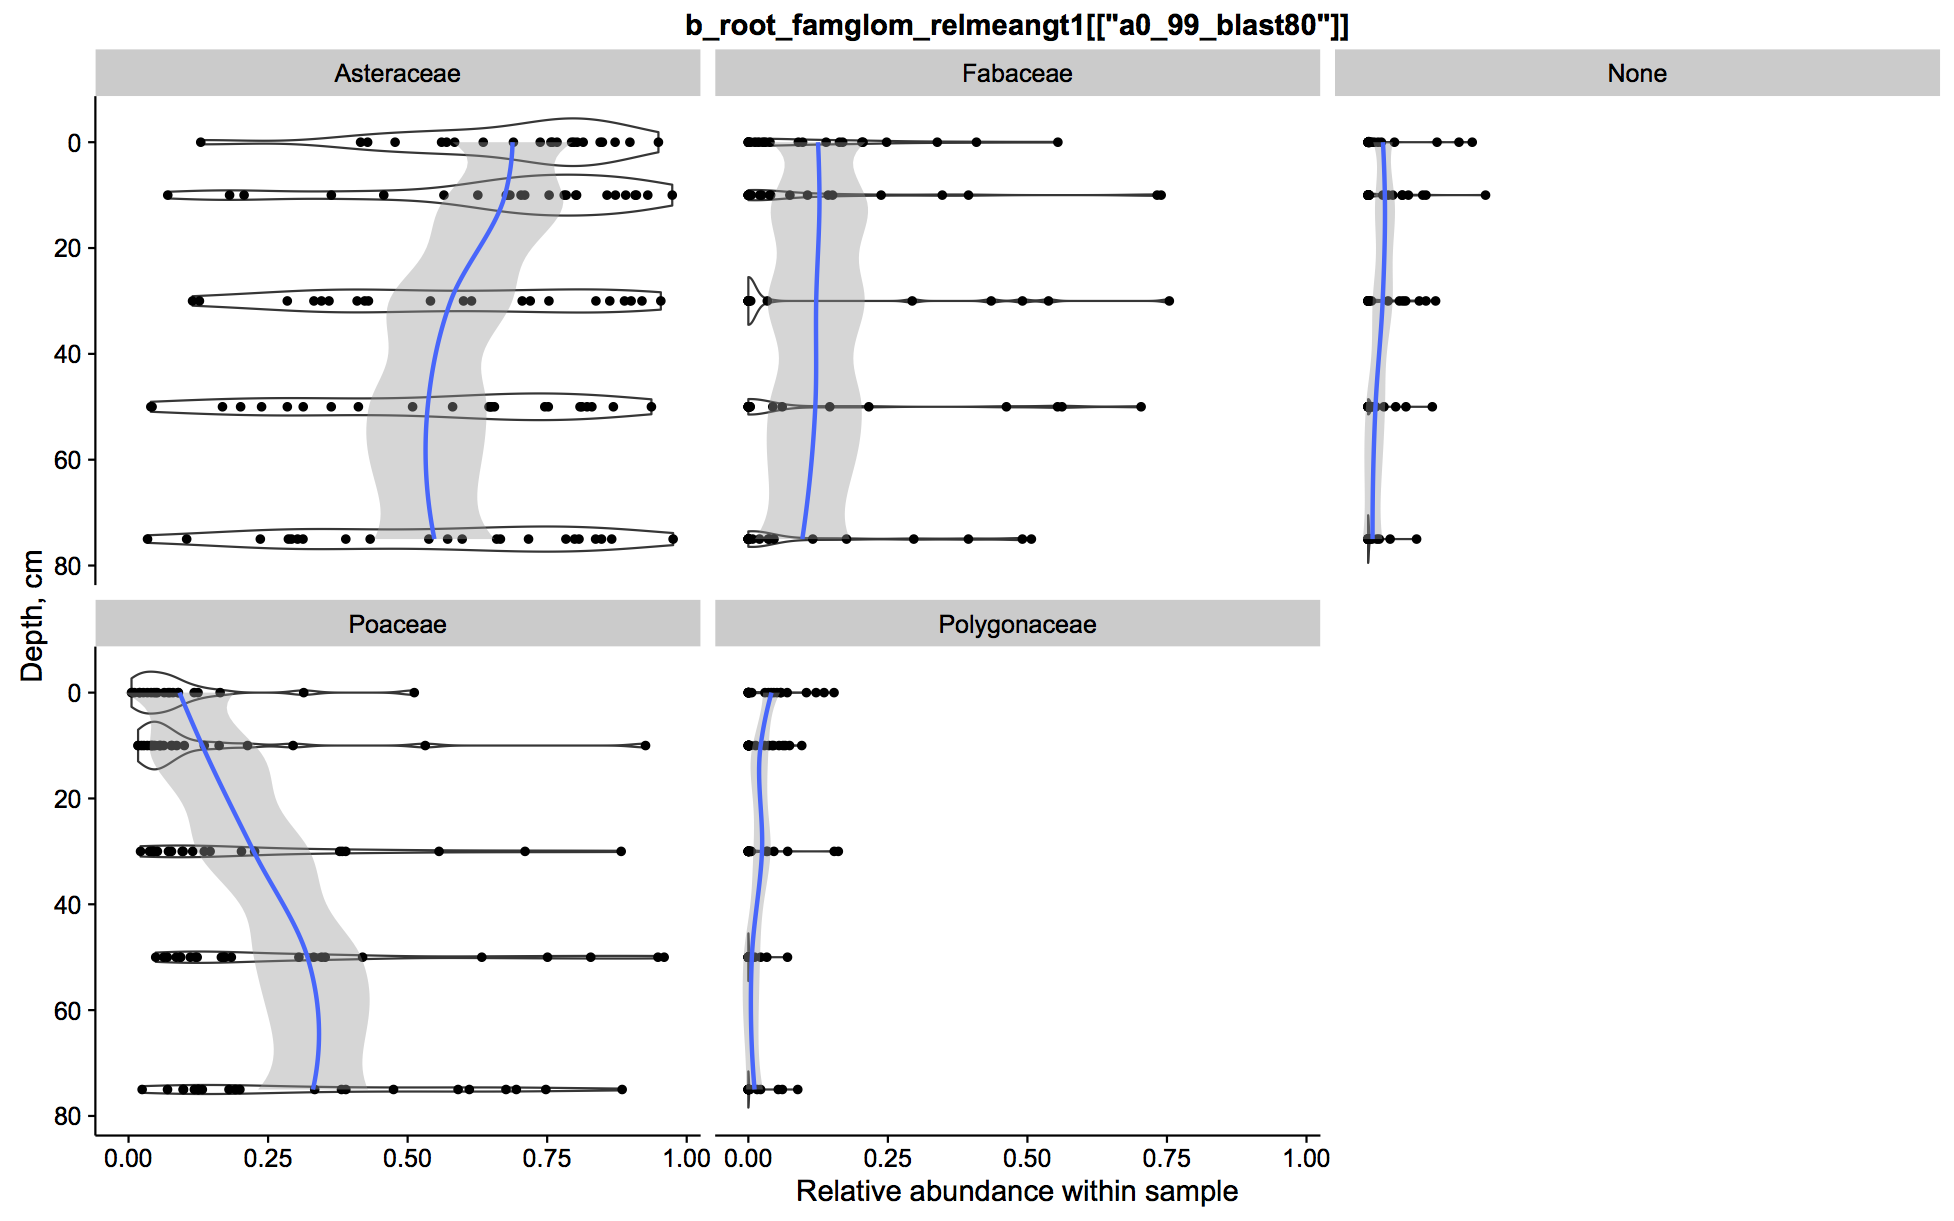 b_root_famglom_relmeangt1[["a0_99_blast80"]]
Asteraceae
Fabaceae
None
0
20
40
60
80
Poaceae
Polygonaceae
0
20
40
60
80
Depth, cm
0.00 0.25 0.50 0.75 1.00
0.00 0.25 0.50 0.75 1.00
Relative abundance within sample